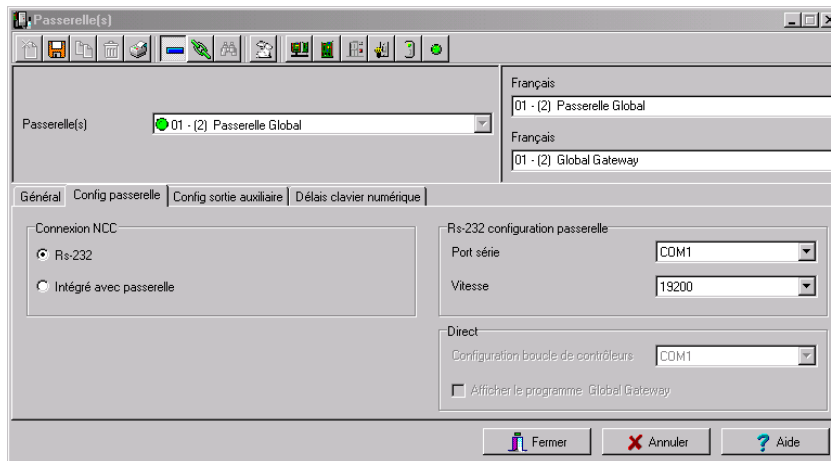 Passerelle(s)
Français
Passerelle(s)
01 - (2) Passerelle Global
01 - (2) Passerelle Global
Français
01 - (2) Global Gateway
Général
Config passerelle
Config sortie auxiliaire
Délais clavier numérique
Connexion NCC
Rs-232
Intégré avec passerelle
Rs-232 configuration passerelle
Port série
COM1
Vitesse
19200
Direct
Configuration boucle de contrôleurs
COM1
Afficher le programme Global Gateway
Fermer
Annuler
Aide